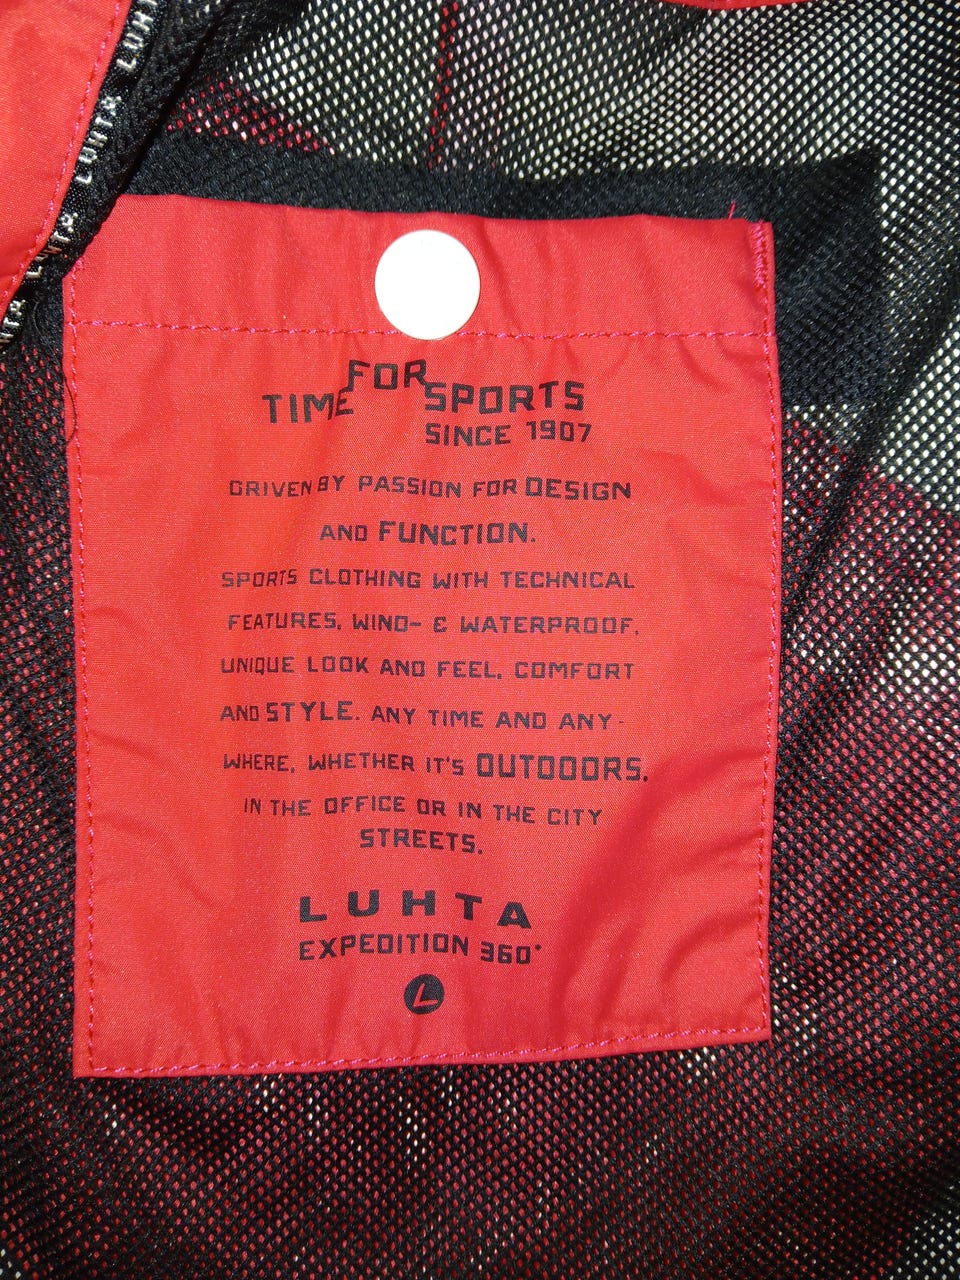 LUHTA
LUHTA
TIME FOR SPORTS
SINCE 1907
DRIVEN BY PASSION FOR DESIGN
AND FUNCTION.
SPORTS CLOTHING WITH TECHNICAL
FEATURES, WIND- & WATERPROOF.
UNIQUE LOOK AND FEEL, COMFORT
AND STYLE. ANY TIME AND ANY-
WHERE, WHETHER IT'S OUTDOORS,
IN THE OFFICE OR IN THE CITY
STREETS.
LUHTA
EXPEDITION 360°
L